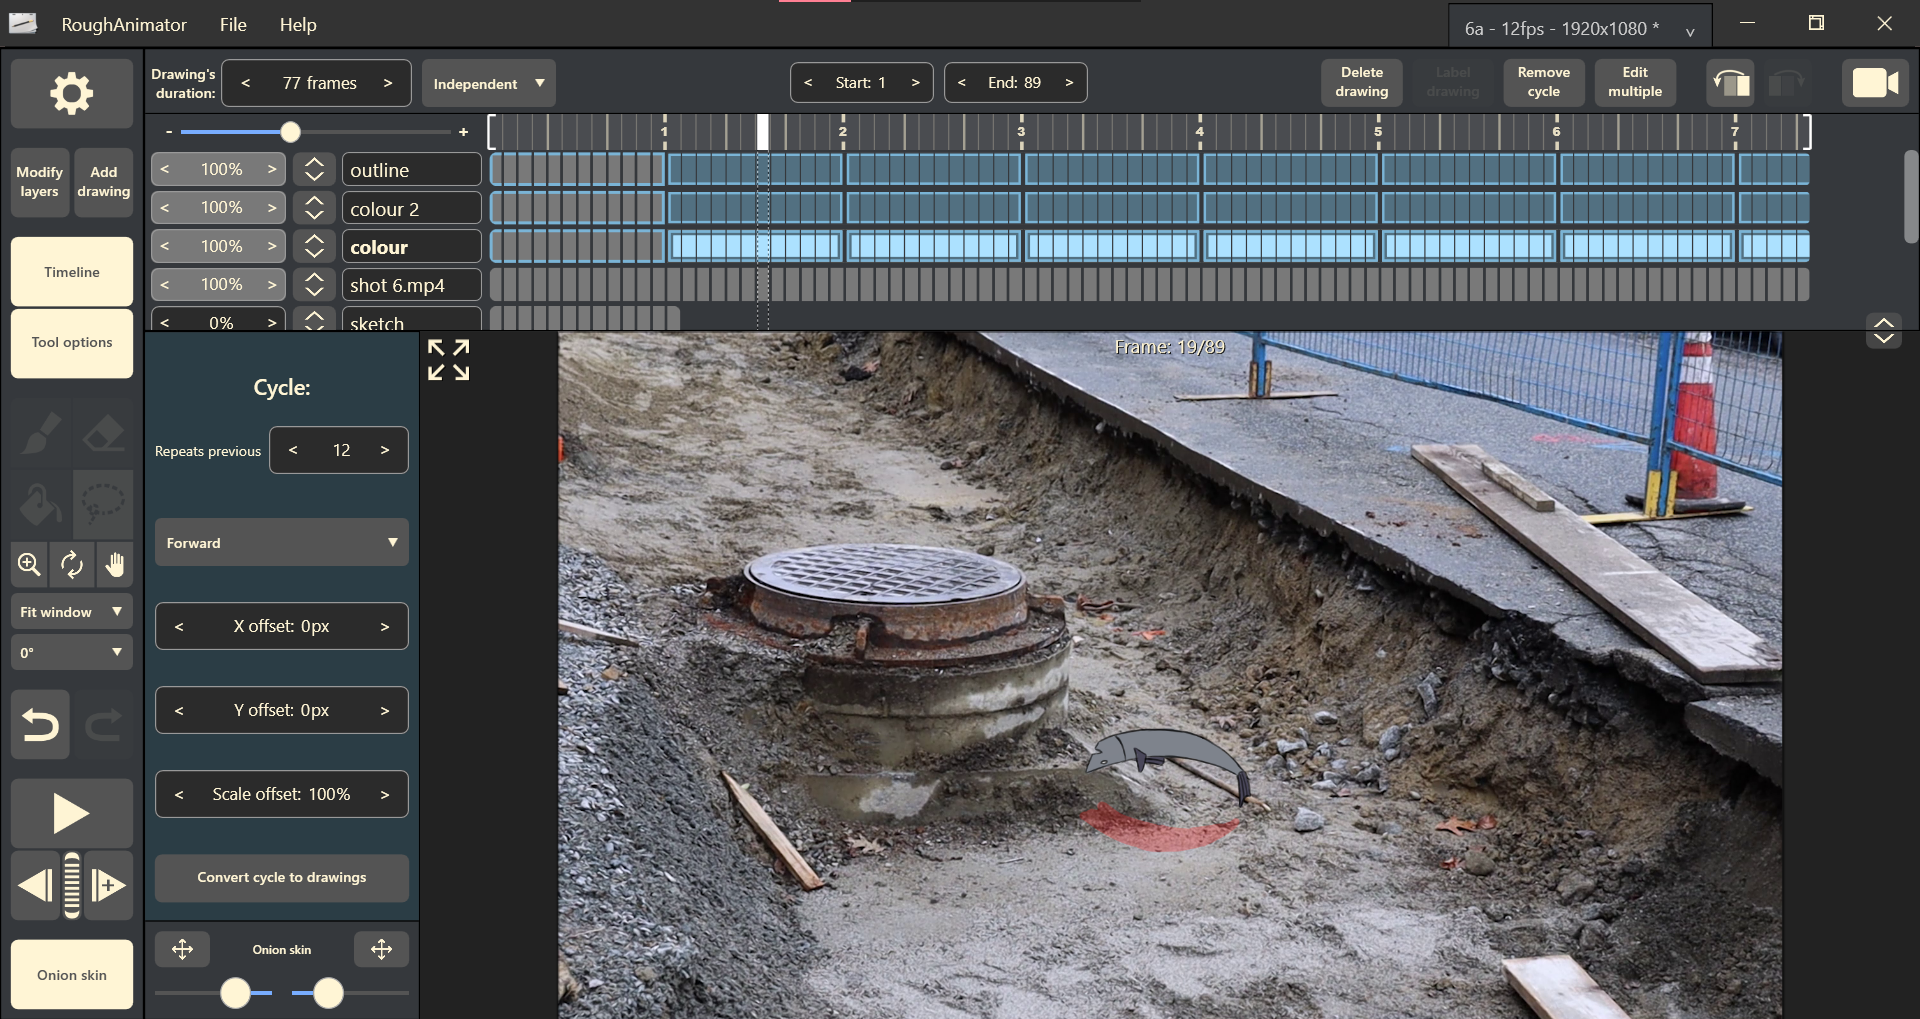 RoughAnimator File Help
6a - 12fps - 1920x1080 *
Drawing's
duration:
< 77 frames >
Independent
< Start: 1 >
< End: 89 >
Delete
drawing
Label
drawing
Remove
cycle
Edit
multiple
- +
1 2 3 4 5 6 7
Modify
layers
Add
drawing
< 100% > outline
< 100% > colour 2
< 100% > colour
< 100% > shot 6.mp4
< 0% > sketch
Timeline
Tool options
Frame: 19/89
Cycle:
Repeats previous < 12 >
Forward
< X offset: 0px >
< Y offset: 0px >
< Scale offset: 100% >
Convert cycle to drawings
Fit window
0°
Onion skin
Onion skin